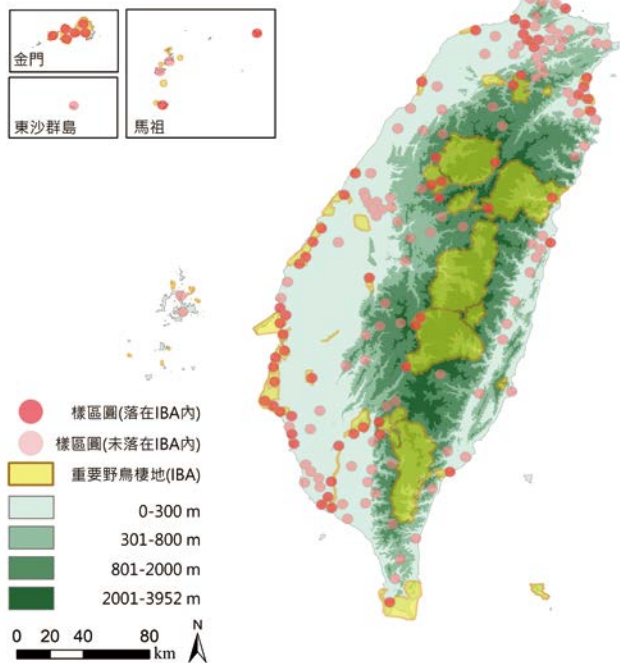 金門
東沙群島
馬祖
樣區圓(落在IBA內)
樣區圓(未落在IBA內)
重要野鳥棲地(IBA)
0-300 m
301-800 m
801-2000 m
2001-3952 m
N
0 20 40 80 km